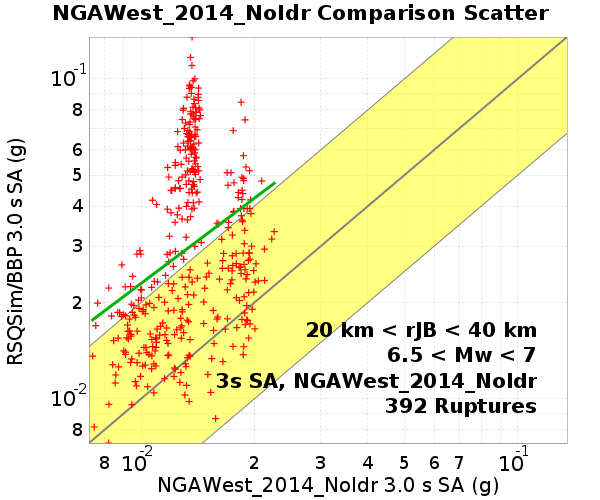 NGAWest_2014_NoIdr Comparison Scatter
RSQSim/BBP 3.0 s SA (g)
10-1
8
6
5
4
3
2
10-2
8
20 km < rJB < 40 km
6.5 < Mw < 7
3s SA, NGAWest_2014_NoIdr
392 Ruptures
8 10-2 2 3 4 5 6 7 10-1
NGAWest_2014_NoIdr 3.0 s SA (g)